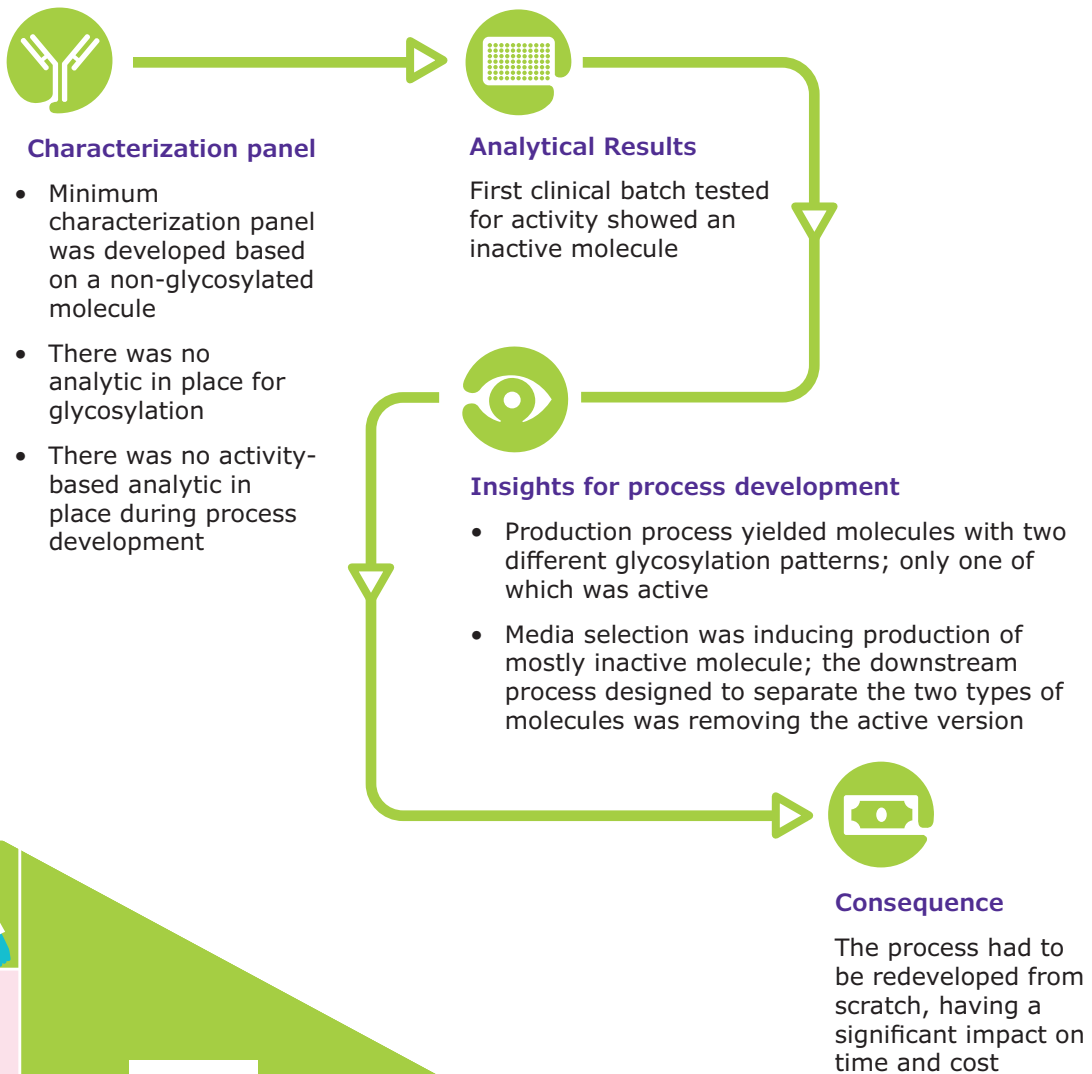 Characterization panel
• Minimum
characterization panel
was developed based
on a non-glycosylated
molecule
• There was no
analytic in place for
glycosylation
• There was no activity-
based analytic in
place during process
development
Analytical Results
First clinical batch tested
for activity showed an
inactive molecule
Insights for process development
• Production process yielded molecules with two
different glycosylation patterns; only one of
which was active
• Media selection was inducing production of
mostly inactive molecule; the downstream
process designed to separate the two types of
molecules was removing the active version
Consequence
The process had to
be redeveloped from
scratch, having a
significant impact on
time and cost